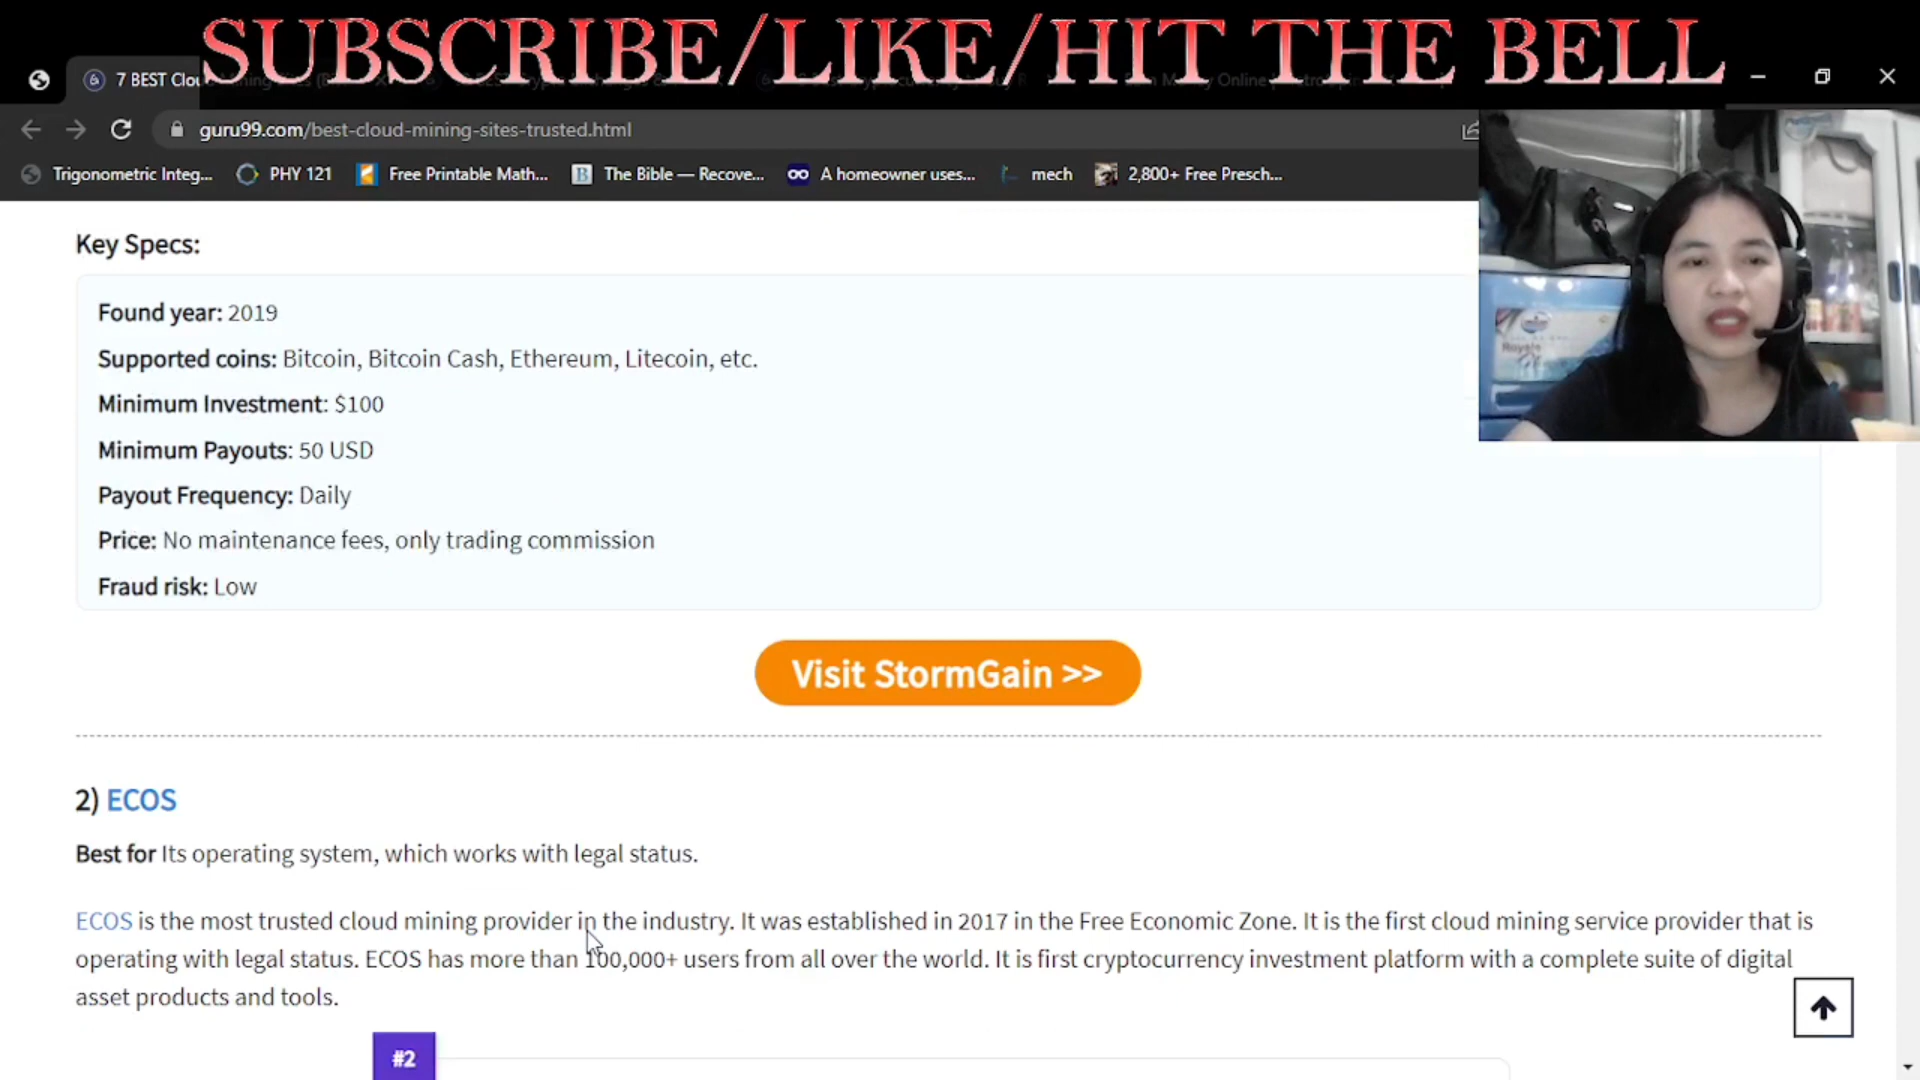 SUBSCRIBE/LIKE/HIT THE BELL
7 BEST Clou
guru99.com/best-cloud-mining-sites-trusted.html
Trigonometric Integ... PHY 121 Free Printable Math... The Bible — Recove... A homeowner uses... mech 2,800+ Free Presch...
Key Specs:
Found year: 2019
Supported coins: Bitcoin, Bitcoin Cash, Ethereum, Litecoin, etc.
Minimum Investment: $100
Minimum Payouts: 50 USD
Payout Frequency: Daily
Price: No maintenance fees, only trading commission
Fraud risk: Low
Visit StormGain >>
2) ECOS
Best for Its operating system, which works with legal status.
ECOS is the most trusted cloud mining provider in the industry. It was established in 2017 in the Free Economic Zone. It is the first cloud mining service provider that is
operating with legal status. ECOS has more than 100,000+ users from all over the world. It is first cryptocurrency investment platform with a complete suite of digital
asset products and tools.
#2